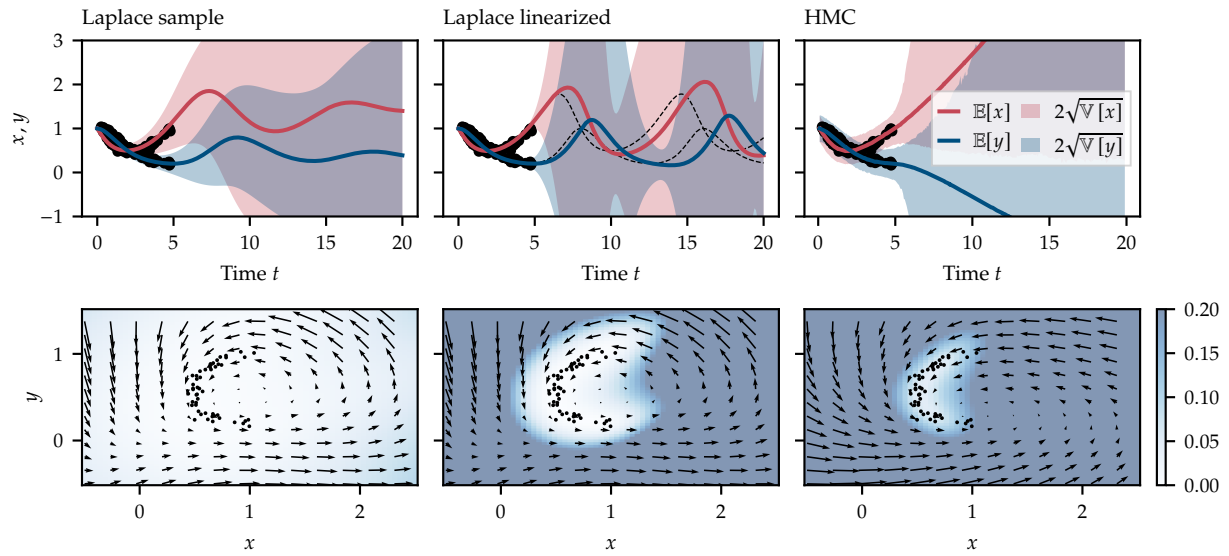 Laplace sample
Laplace linearized
HMC
3
2
1
0
−1
x, y
0 5 10 15 20
0 5 10 15 20
0 5 10 15 20
Time t
Time t
Time t
𝔼[x] 2√𝕍[x]
𝔼[y] 2√𝕍[y]
1
0
y
0 1 2
0 1 2
0 1 2
x
x
x
0.20
0.15
0.10
0.05
0.00